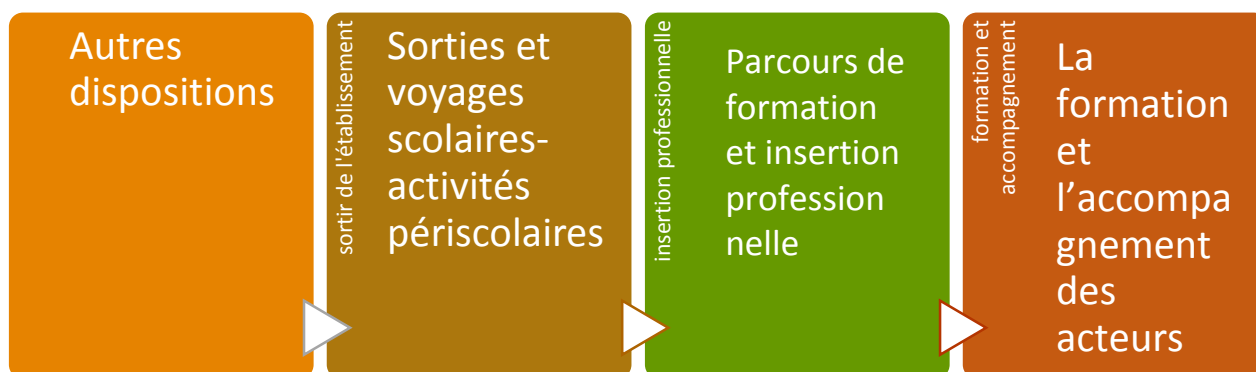 Autres
dispositions
sortir de l'établissement
Sorties et
voyages
scolaires-
activités
périscolaires
insertion professionnelle
Parcours de
formation
et insertion
profession
nelle
formation et
accompagnement
La
formation
et
l’accompa
gnement
des
acteurs